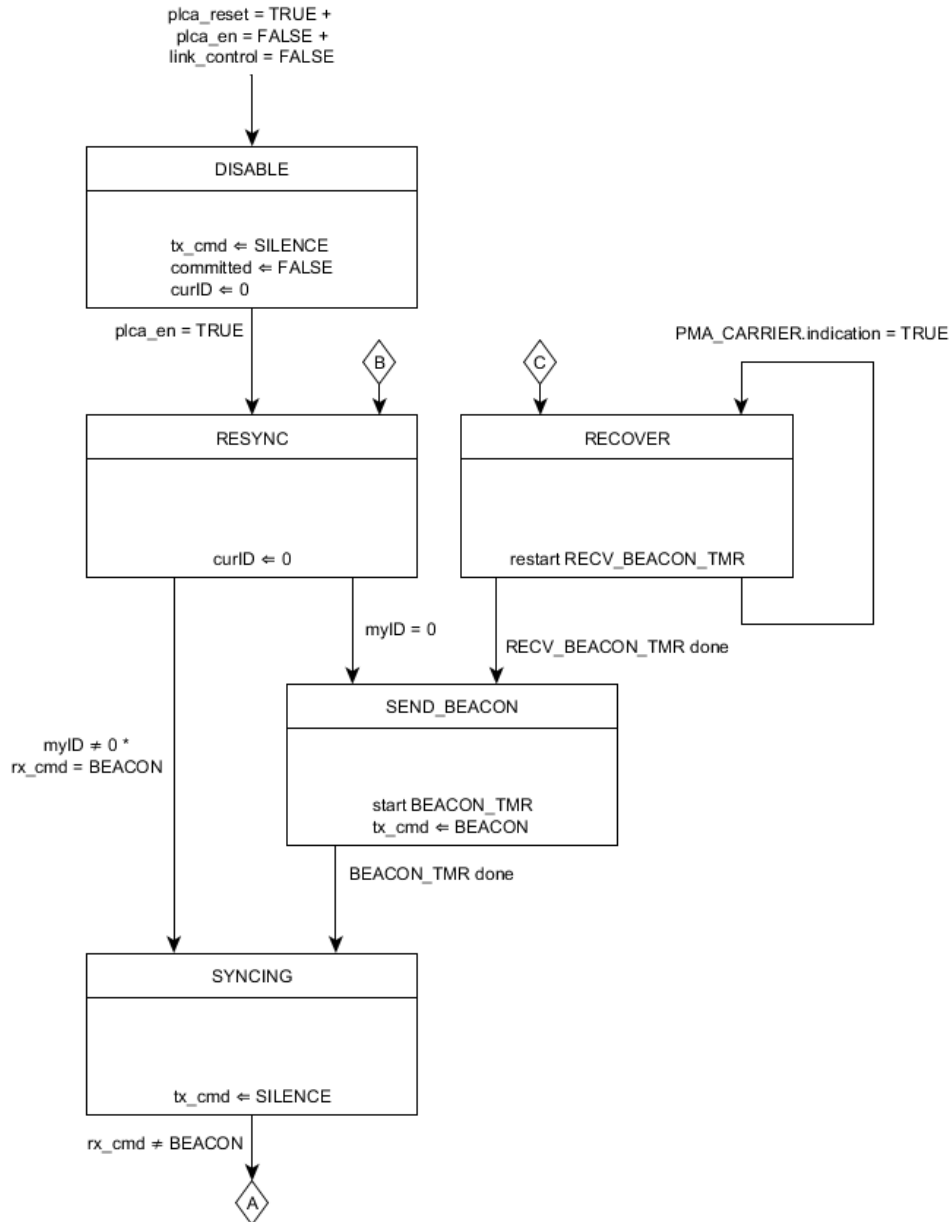 plca_reset = TRUE +
plca_en = FALSE +
link_control = FALSE
DISABLE
tx_cmd ⇐ SILENCE
committed ⇐ FALSE
curID ⇐ 0
plca_en = TRUE
PMA_CARRIER.indication = TRUE
B
C
RESYNC
RECOVER
curID ⇐ 0
restart RECV_BEACON_TMR
myID = 0
RECV_BEACON_TMR done
SEND_BEACON
myID ≠ 0 *
rx_cmd = BEACON
start BEACON_TMR
tx_cmd ⇐ BEACON
BEACON_TMR done
SYNCING
tx_cmd ⇐ SILENCE
rx_cmd ≠ BEACON
A